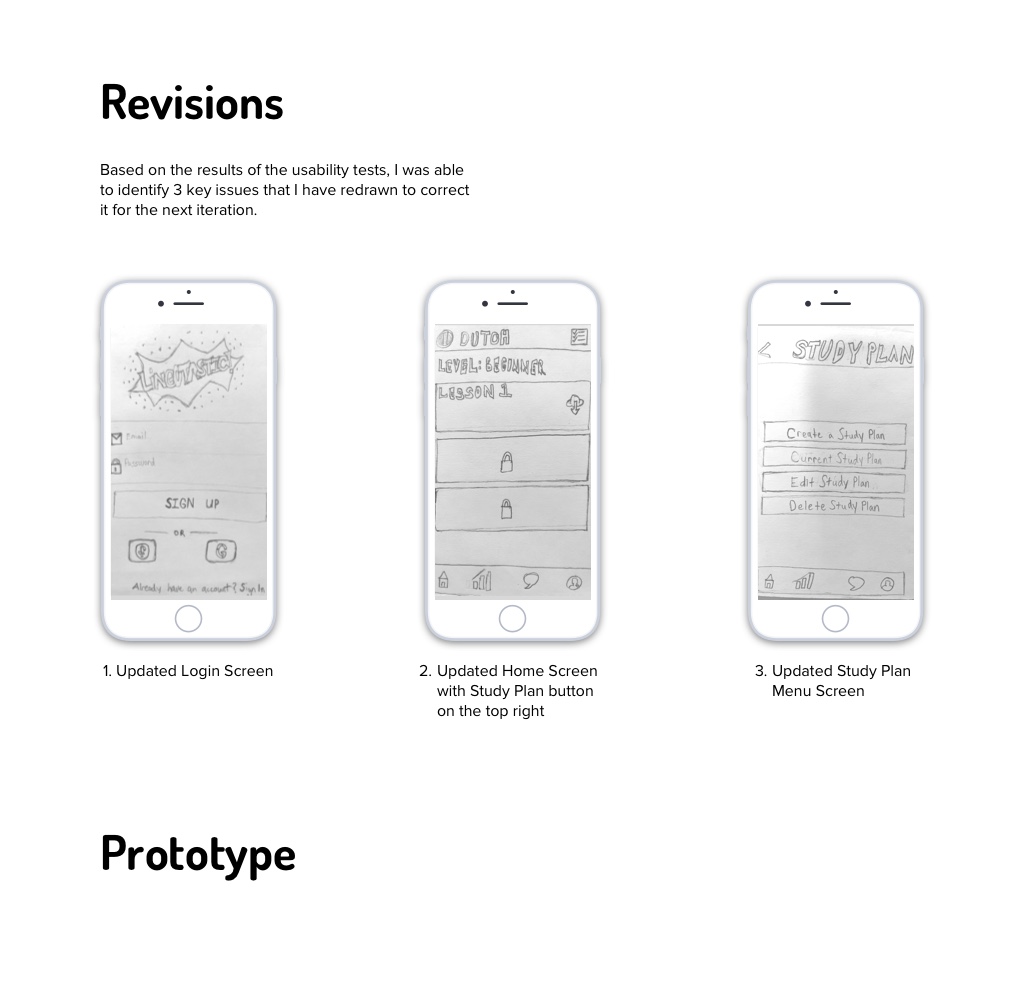 Revisions
Based on the results of the usability tests, I was able
to identify 3 key issues that I have redrawn to correct
it for the next iteration.
LINGUTASTIC!
Email
Password
SIGN UP
OR
Already have an account? Sign In
1. Updated Login Screen
DUTCH
LEVEL: BEGINNER
LESSON 1
2. Updated Home Screen
with Study Plan button
on the top right
< STUDY PLAN
Create a Study Plan
Current Study Plan
Edit Study Plan
Delete Study Plan
3. Updated Study Plan
Menu Screen
Prototype